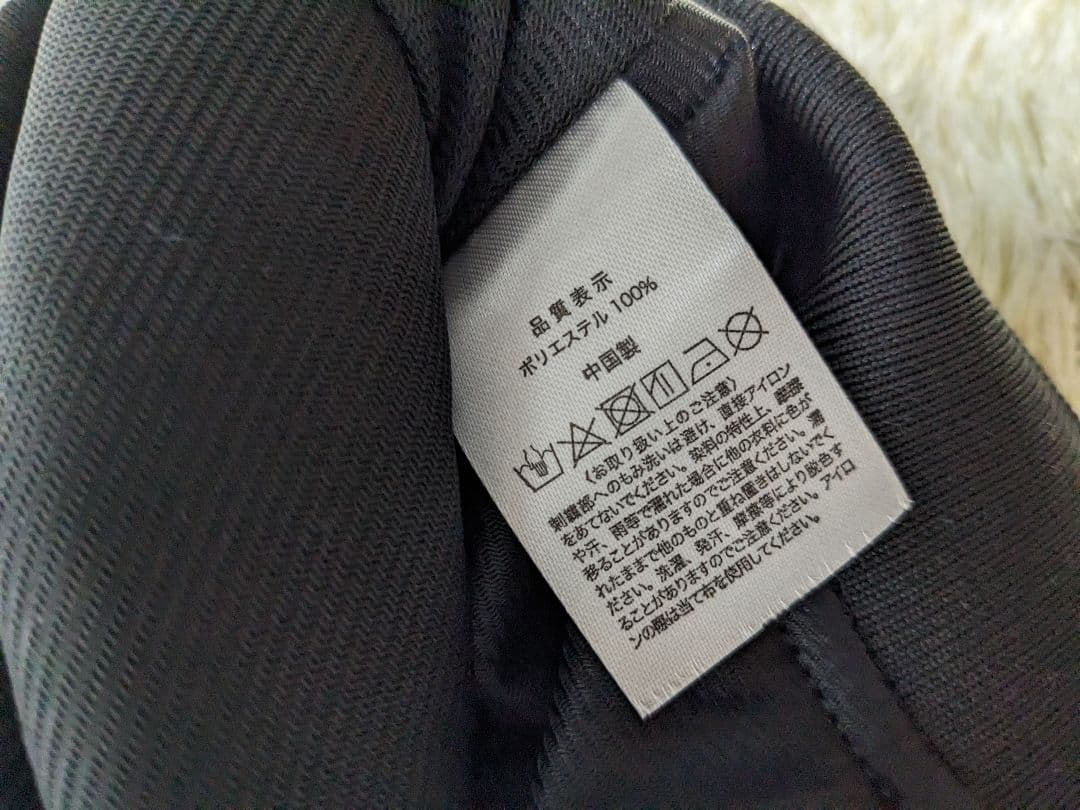 品質表示
ポリエステル 100%
中国製
《お取り扱い上のご注意》
刺繍部へのもみ洗いは避け、直接アイロン
をあてないでください。染料の特性上、摩擦
や汗、雨等で濡れた場合に他の衣料に色が
移ることがありますのでご注意ください。濡
れたままで他のものと重ね置きはしないでく
ださい。洗濯、発汗、摩擦等により脱色す
ることがありますのでご注意ください。アイロ
ンの際は当て布を使用してください。